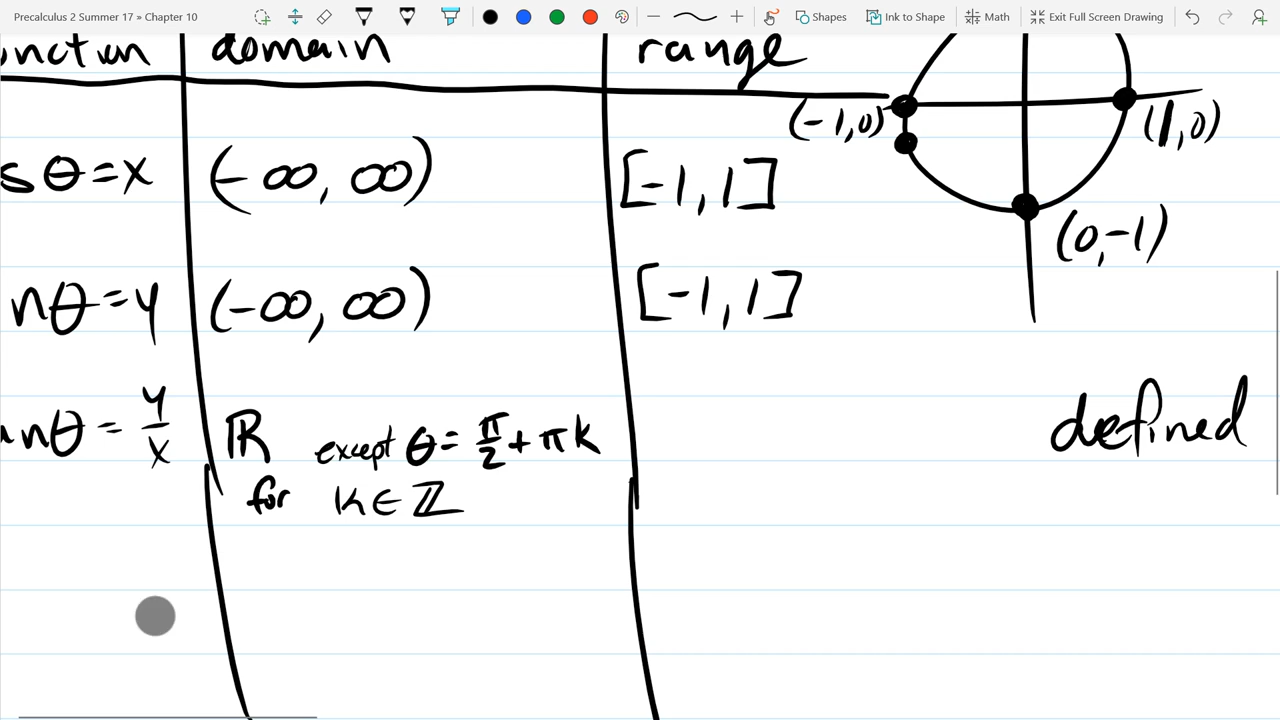 Precalculus 2 Summer 17 » Chapter 10
Shapes
Ink to Shape
Math
Exit Full Screen Drawing
unction domain range
(-1,0) (1,0)
sθ=x (-∞, ∞) [-1,1]
(0,-1)
nθ=y (-∞, ∞) [-1,1]
anθ = y/x ℝ except θ = π/2 + πk defined
for k∈ℤ